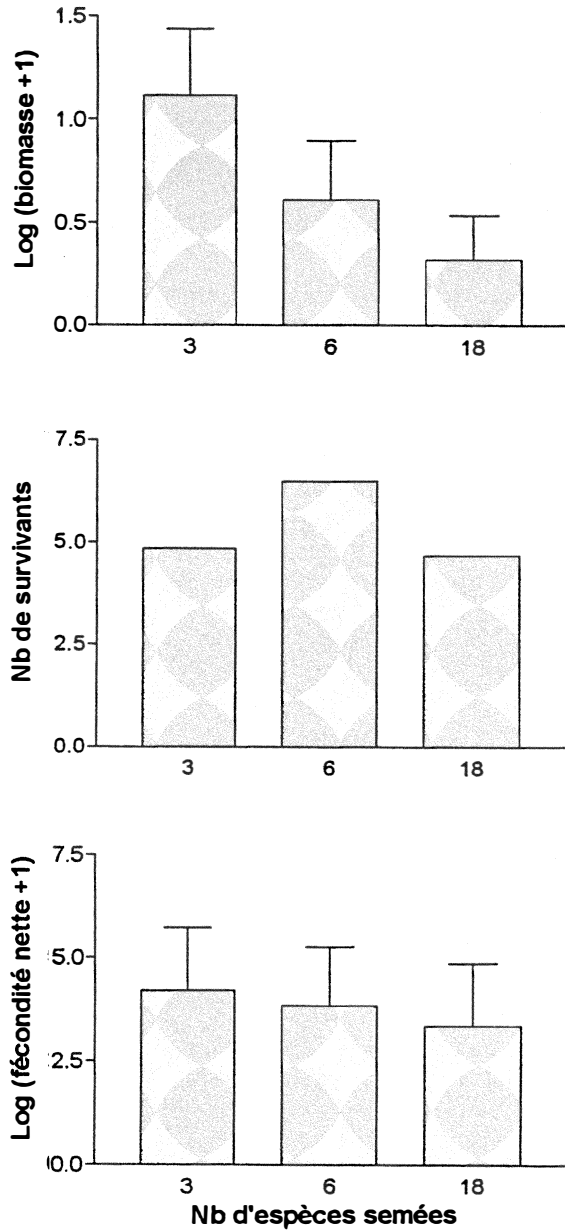 Log (biomasse +1)
1.5
1.0
0.5
0.0
3 6 18
Nb de survivants
7.5
5.0
2.5
0.0
3 6 18
Log (fécondité nette +1)
7.5
5.0
2.5
0.0
3 6 18
Nb d'espèces semées